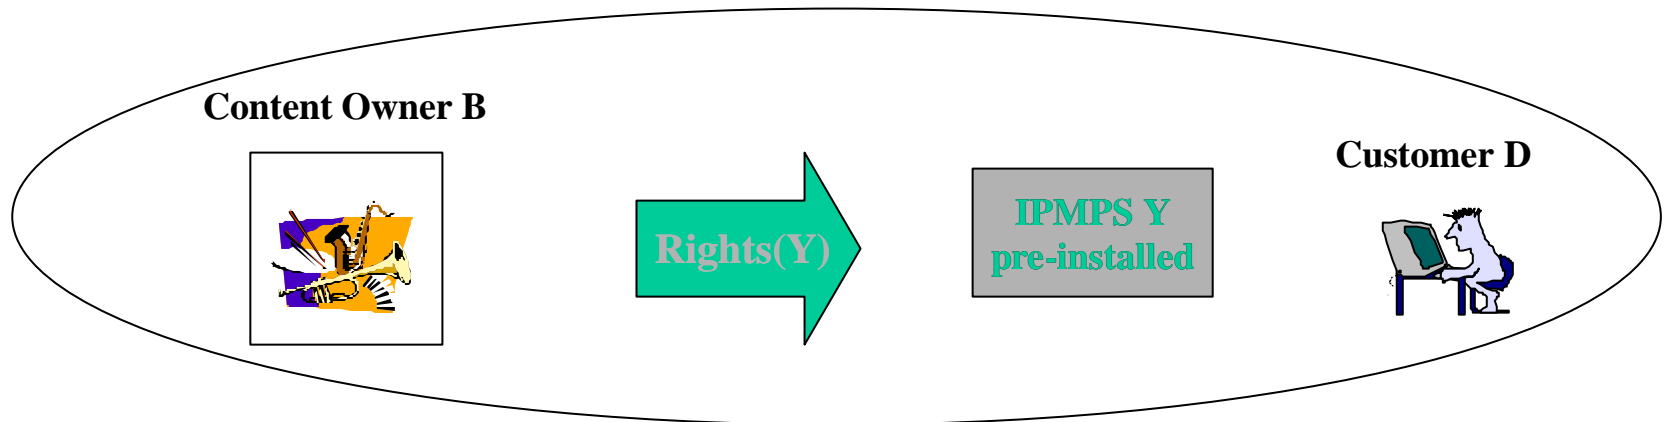 Content Owner B
Customer D
Rights(Y)
IPMPS Y
pre-installed